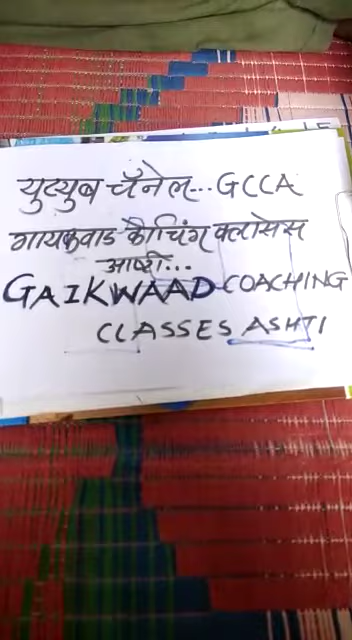 युट्युब चॅनेल...GCCA
गायकवाड कोचिंग क्लासेस
आष्टी...
GAIKWAAD COACHING
CLASSES ASHTI